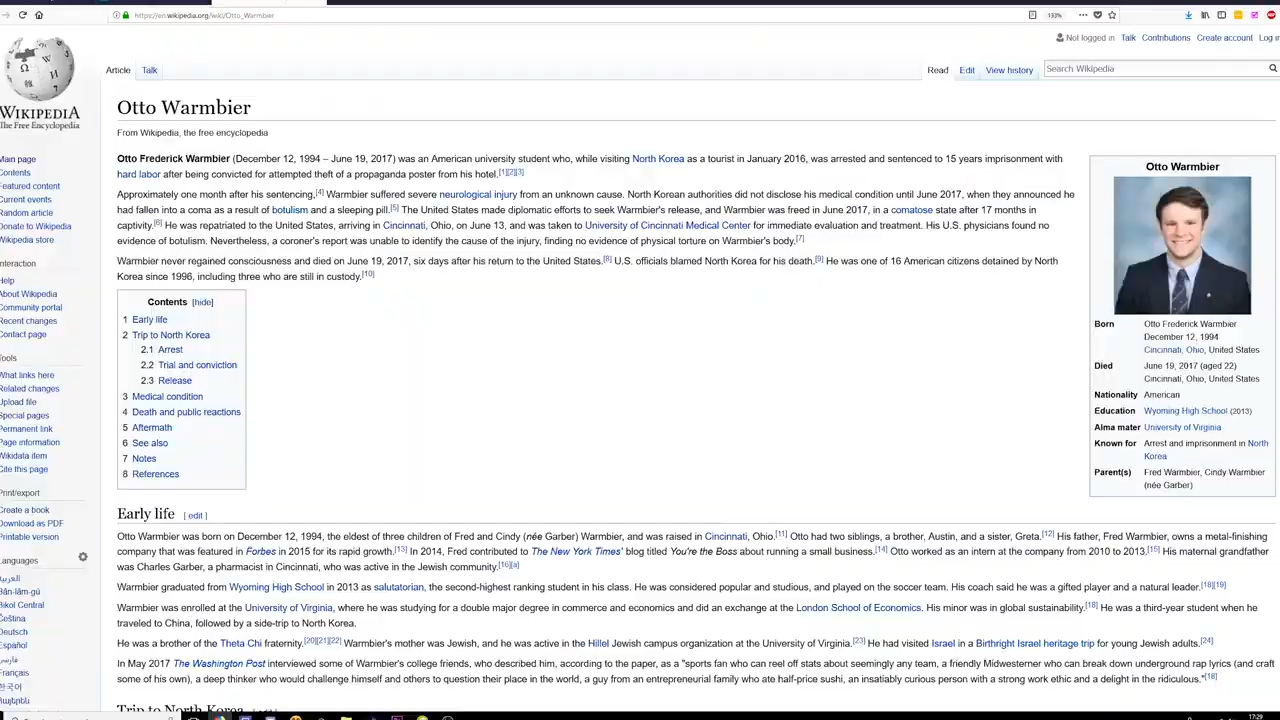 https://en.wikipedia.org/wiki/Otto_Warmbier
133%
Not logged in Talk Contributions Create account Log in
Article Talk
Read Edit View history
Search Wikipedia
WIKIPEDIA
The Free Encyclopedia
Main page
Contents
Featured content
Current events
Random article
Donate to Wikipedia
Wikipedia store
Interaction
Help
About Wikipedia
Community portal
Recent changes
Contact page
Tools
What links here
Related changes
Upload file
Special pages
Permanent link
Page information
Wikidata item
Cite this page
Print/export
Create a book
Download as PDF
Printable version
Languages
العربية
Bân-lâm-gú
Bikol Central
Čeština
Deutsch
Español
فارسی
Français
한국어
Հայերեն
Otto Warmbier
From Wikipedia, the free encyclopedia
Otto Frederick Warmbier (December 12, 1994 – June 19, 2017) was an American university student who, while visiting North Korea as a tourist in January 2016, was arrested and sentenced to 15 years imprisonment with
hard labor after being convicted for attempted theft of a propaganda poster from his hotel.[1][2][3]
Approximately one month after his sentencing,[4] Warmbier suffered severe neurological injury from an unknown cause. North Korean authorities did not disclose his medical condition until June 2017, when they announced he
had fallen into a coma as a result of botulism and a sleeping pill.[5] The United States made diplomatic efforts to seek Warmbier's release, and Warmbier was freed in June 2017, in a comatose state after 17 months in
captivity.[6] He was repatriated to the United States, arriving in Cincinnati, Ohio, on June 13, and was taken to University of Cincinnati Medical Center for immediate evaluation and treatment. His U.S. physicians found no
evidence of botulism. Nevertheless, a coroner's report was unable to identify the cause of the injury, finding no evidence of physical torture on Warmbier's body.[7]
Warmbier never regained consciousness and died on June 19, 2017, six days after his return to the United States.[8] U.S. officials blamed North Korea for his death.[9] He was one of 16 American citizens detained by North
Korea since 1996, including three who are still in custody.[10]
Contents [hide]
1 Early life
2 Trip to North Korea
2.1 Arrest
2.2 Trial and conviction
2.3 Release
3 Medical condition
4 Death and public reactions
5 Aftermath
6 See also
7 Notes
8 References
Otto Warmbier
Born Otto Frederick Warmbier
December 12, 1994
Cincinnati, Ohio, United States
Died June 19, 2017 (aged 22)
Cincinnati, Ohio, United States
Nationality American
Education Wyoming High School (2013)
Alma mater University of Virginia
Known for Arrest and imprisonment in North
Korea
Parent(s) Fred Warmbier, Cindy Warmbier
(née Garber)
Early life [ edit ]
Otto Warmbier was born on December 12, 1994, the eldest of three children of Fred and Cindy (née Garber) Warmbier, and was raised in Cincinnati, Ohio.[11] Otto had two siblings, a brother, Austin, and a sister, Greta.[12] His father, Fred Warmbier, owns a metal-finishing
company that was featured in Forbes in 2015 for its rapid growth.[13] In 2014, Fred contributed to The New York Times' blog titled You're the Boss about running a small business.[14] Otto worked as an intern at the company from 2010 to 2013.[15] His maternal grandfather
was Charles Garber, a pharmacist in Cincinnati, who was active in the Jewish community.[16][a]
Warmbier graduated from Wyoming High School in 2013 as salutatorian, the second-highest ranking student in his class. He was considered popular and studious, and played on the soccer team. His coach said he was a gifted player and a natural leader.[18][19]
Warmbier was enrolled at the University of Virginia, where he was studying for a double major degree in commerce and economics and did an exchange at the London School of Economics. His minor was in global sustainability.[18] He was a third-year student when he
traveled to China, followed by a side-trip to North Korea.
He was a brother of the Theta Chi fraternity.[20][21][22] Warmbier's mother was Jewish, and he was active in the Hillel Jewish campus organization at the University of Virginia.[23] He had visited Israel in a Birthright Israel heritage trip for young Jewish adults.[24]
In May 2017 The Washington Post interviewed some of Warmbier's college friends, who described him, according to the paper, as a "sports fan who can reel off stats about seemingly any team, a friendly Midwesterner who can break down underground rap lyrics (and craft
some of his own), a deep thinker who would challenge himself and others to question their place in the world, a guy from an entrepreneurial family who ate half-price sushi, an insatiably curious person with a strong work ethic and a delight in the ridiculous."[18]
Trip to North Korea
17:29